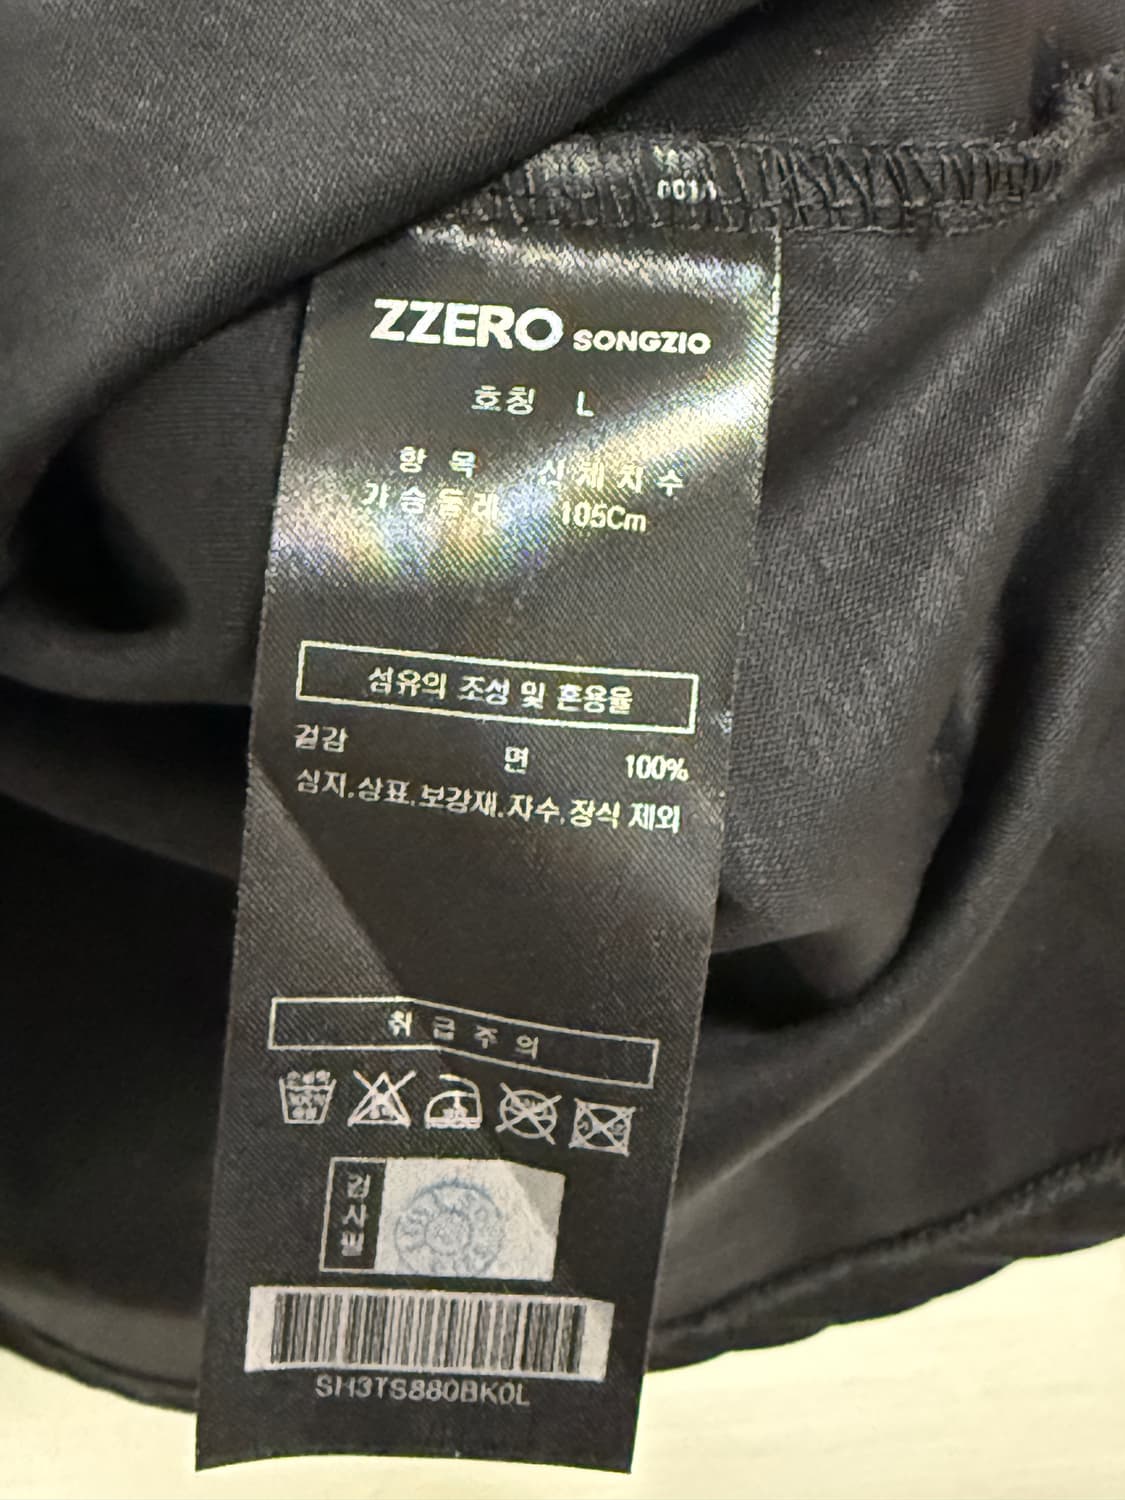 0014
ZZERO SONGZIO
호칭 L
항 목 신 체 치 수
가 슴 둘 레 105Cm
섬유의 조성 및 혼용율
겉감 면 100%
심지,상표,보강재,자수,장식 제외
취 급 주 의
검사필
SH3TS880BK0L